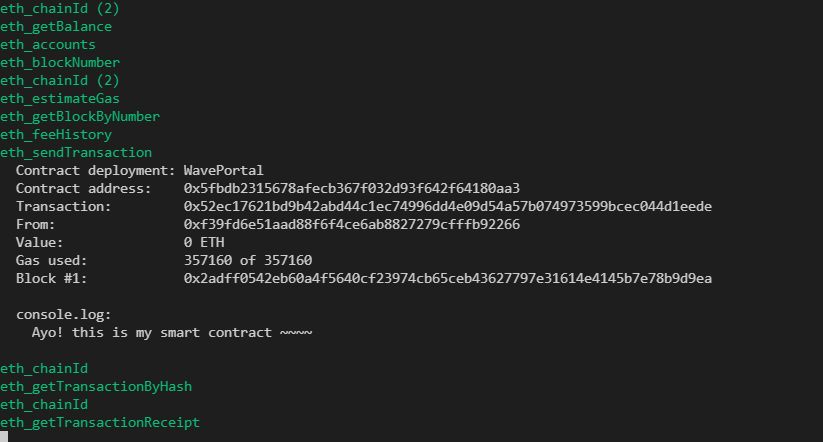 eth_chainId (2)
eth_getBalance
eth_accounts
eth_blockNumber
eth_chainId (2)
eth_estimateGas
eth_getBlockByNumber
eth_feeHistory
eth_sendTransaction
Contract deployment: WavePortal
Contract address: 0x5fbdb2315678afecb367f032d93f642f64180aa3
Transaction: 0x52ec17621bd9b42abd44c1ec74996dd4e09d54a57b074973599bcec044d1eede
From: 0xf39fd6e51aad88f6f4ce6ab8827279cfffb92266
Value: 0 ETH
Gas used: 357160 of 357160
Block #1: 0x2adff0542eb60a4f5640cf23974cb65ceb43627797e31614e4145b7e78b9d9ea
console.log:
Ayo! this is my smart contract ~~~~
eth_chainId
eth_getTransactionByHash
eth_chainId
eth_getTransactionReceipt